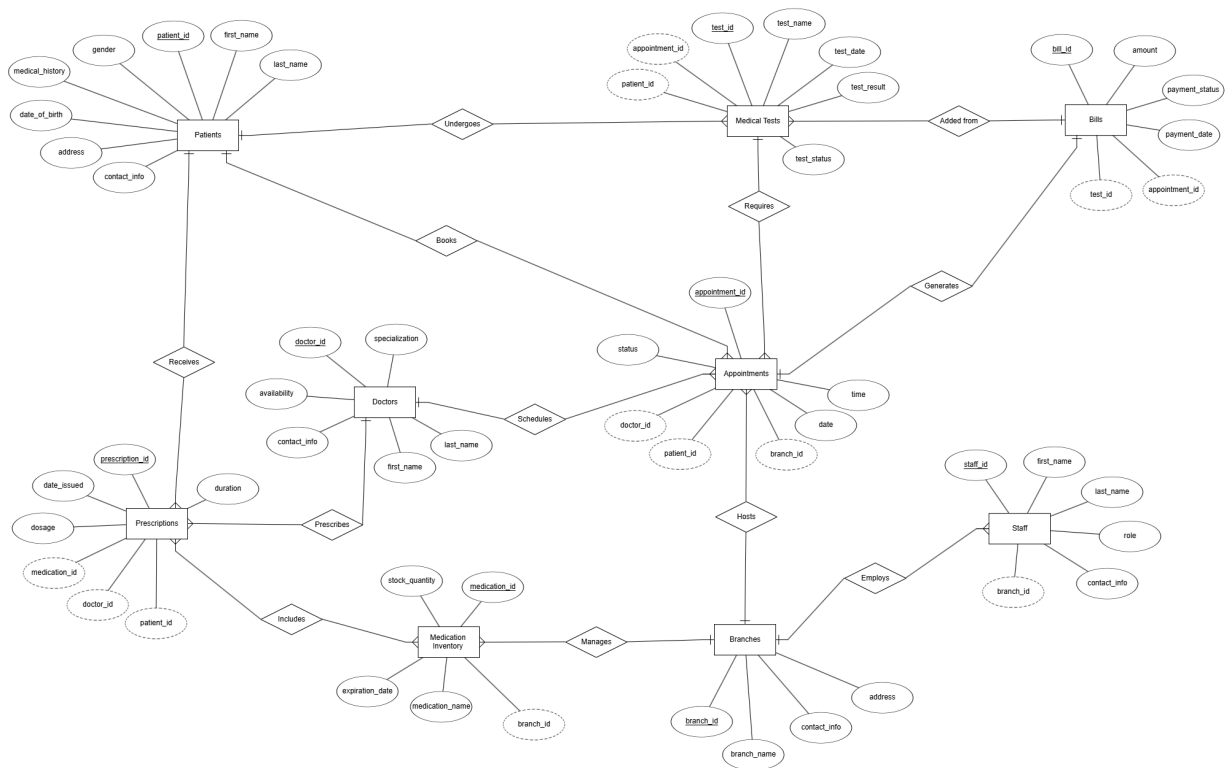 patient_id
first_name
gender
last_name
medical_history
date_of_birth
address
contact_info
Patients
Undergoes
test_id
test_name
appointment_id
test_date
patient_id
test_result
Medical Tests
test_status
Added from
bill_id
amount
payment_status
Bills
payment_date
test_id
appointment_id
Requires
Books
Generates
appointment_id
status
Appointments
time
doctor_id
date
patient_id
branch_id
Receives
doctor_id
specialization
availability
Doctors
contact_info
last_name
first_name
Schedules
prescription_id
date_issued
duration
dosage
Prescriptions
medication_id
doctor_id
patient_id
Prescribes
Hosts
staff_id
first_name
last_name
Staff
role
contact_info
branch_id
Employs
Includes
stock_quantity
medication_id
Medication
Inventory
expiration_date
medication_name
branch_id
Manages
Branches
address
branch_id
contact_info
branch_name